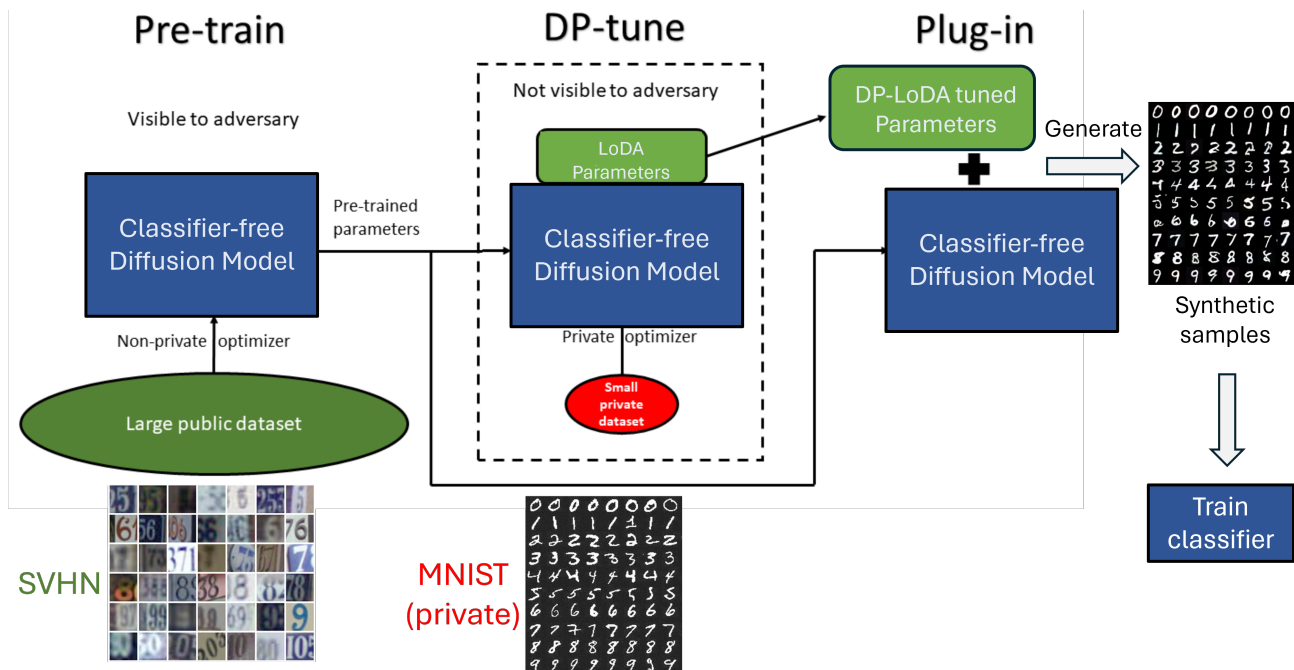 Pre-train
DP-tune
Plug-in
Visible to adversary
Not visible to adversary
LoDA
Parameters
DP-LoDA tuned
Parameters
Generate
Classifier-free
Diffusion Model
Pre-trained
parameters
Classifier-free
Diffusion Model
Classifier-free
Diffusion Model
Non-private optimizer
Private optimizer
Large public dataset
Small
private
dataset
Synthetic
samples
Train
classifier
SVHN
MNIST
(private)